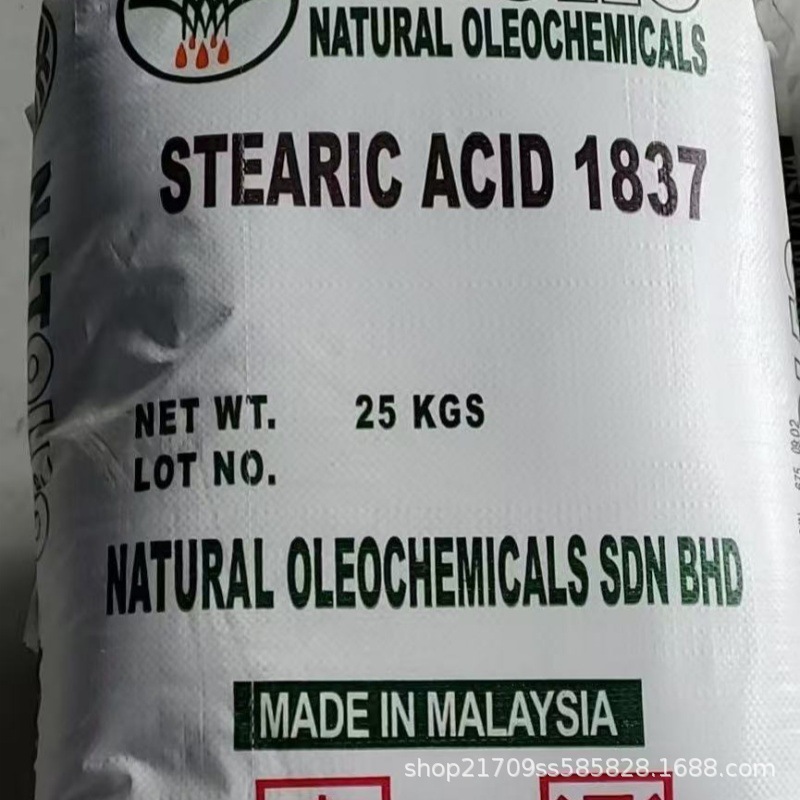 NATURAL OLEOCHEMICALS
STEARIC ACID 1837
NET WT. 25 KGS
LOT NO.
NATURAL OLEOCHEMICALS SDN BHD
MADE IN MALAYSIA
shop21709ss585828.1688.com